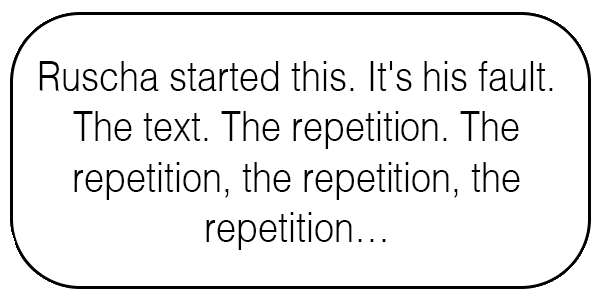 Ruscha started this. It's his fault.
The text. The repetition. The
repetition, the repetition, the
repetition…